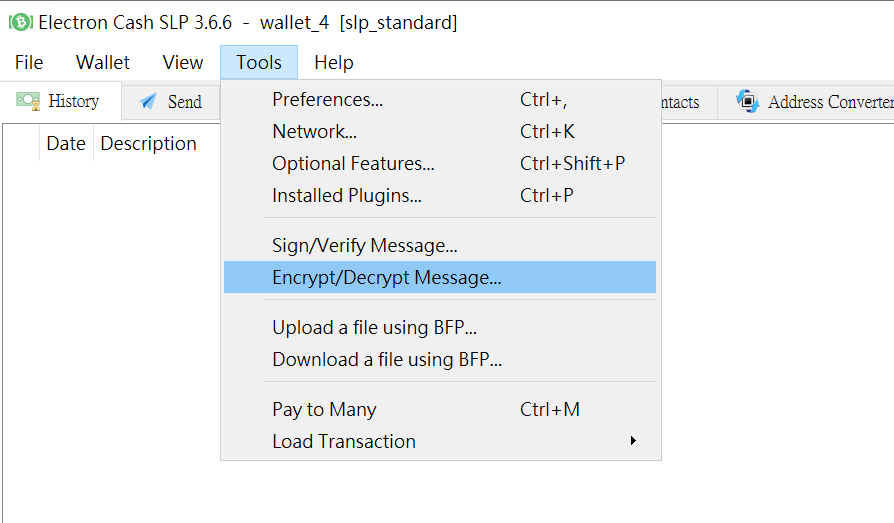 Electron Cash SLP 3.6.6 - wallet_4 [slp_standard]
File Wallet View Tools Help
History Send ntacts Address Converter
Date Description
Preferences... Ctrl+,
Network... Ctrl+K
Optional Features... Ctrl+Shift+P
Installed Plugins... Ctrl+P
Sign/Verify Message...
Encrypt/Decrypt Message...
Upload a file using BFP...
Download a file using BFP...
Pay to Many Ctrl+M
Load Transaction